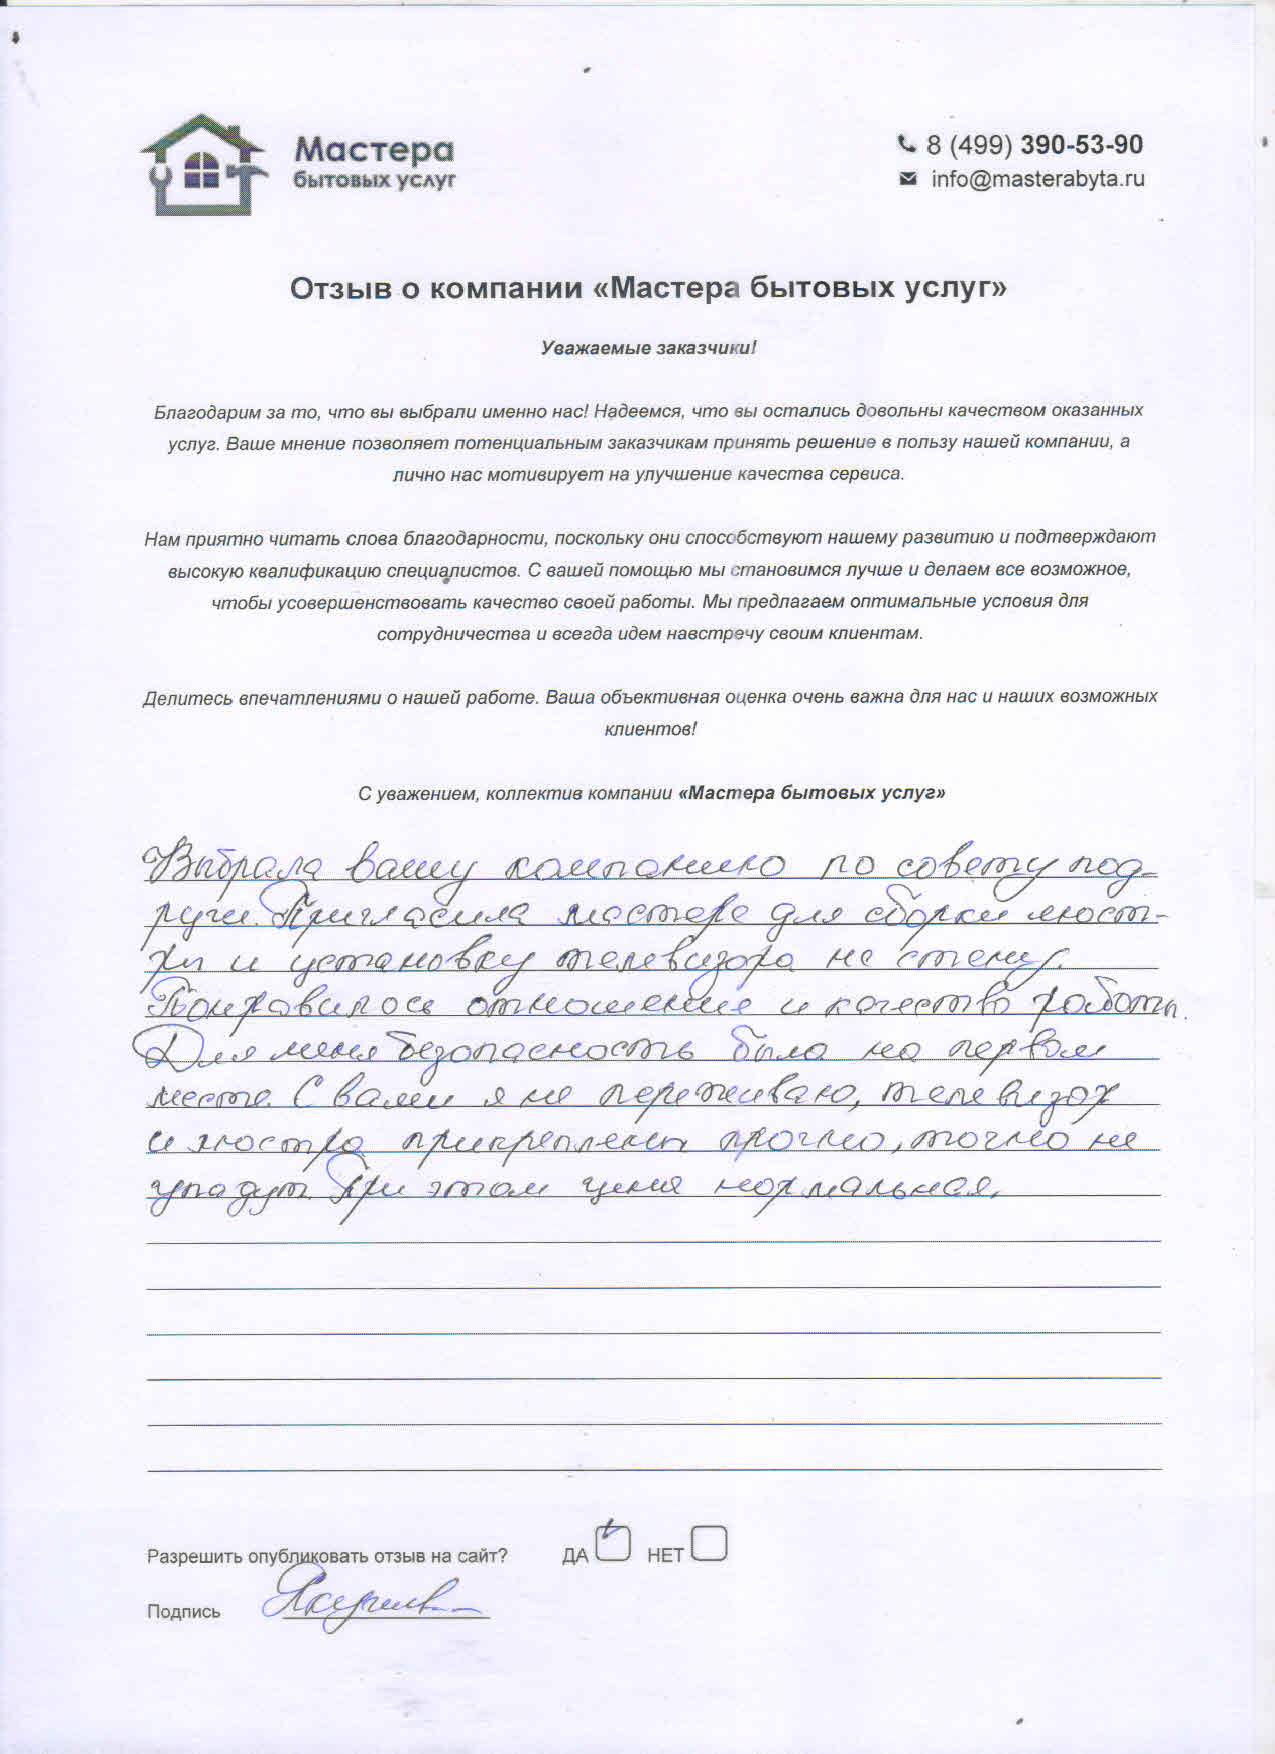 Мастера
бытовых услуг
8 (499) 390-53-90
info@masterabyta.ru
Отзыв о компании «Мастера бытовых услуг»
Уважаемые заказчики!
Благодарим за то, что вы выбрали именно нас! Надеемся, что вы остались довольны качеством оказанных
услуг. Ваше мнение позволяет потенциальным заказчикам принять решение в пользу нашей компании, а
лично нас мотивирует на улучшение качества сервиса.
Нам приятно читать слова благодарности, поскольку они способствуют нашему развитию и подтверждают
высокую квалификацию специалистов. С вашей помощью мы становимся лучше и делаем все возможное,
чтобы усовершенствовать качество своей работы. Мы предлагаем оптимальные условия для
сотрудничества и всегда идем навстречу своим клиентам.
Делитесь впечатлениями о нашей работе. Ваша объективная оценка очень важна для нас и наших возможных
клиентов!
С уважением, коллектив компании «Мастера бытовых услуг»
Выбрала вашу компанию по совету под-
руги. Пригласила мастера для сборки люст-
ры и установку телевизора на стену.
Понравилось отношение и качество работы.
Для меня безопасность была на первом
месте. С вами я не переживаю, телевизор
и люстра прикреплены прочно, точно не
упадут. При этом цена нормальная.
Разрешить опубликовать отзыв на сайт? ДА НЕТ
Подпись